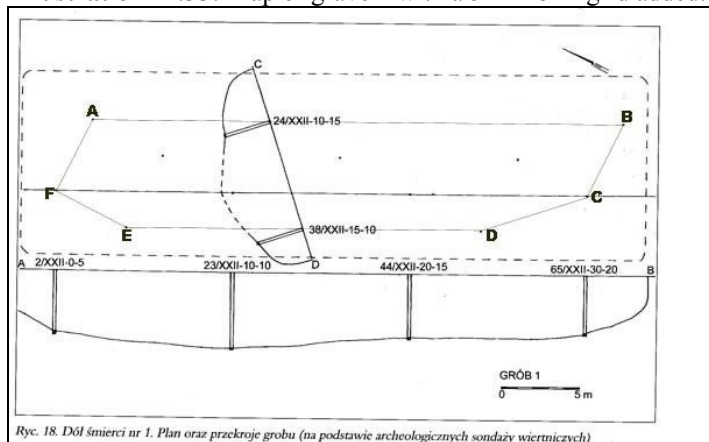 C
A
B
24/XXII-10-15
F
C
E
D
38/XXII-15-10
D
A
2/XXII-0-5
23/XXII-10-10
44/XXII-20-15
65/XXII-30-20
B
GRÓB 1
0
5 m
Ryc. 18. Dół śmierci nr 1. Plan oraz przekroje grobu (na podstawie archeologicznych sondaży wiertniczych)